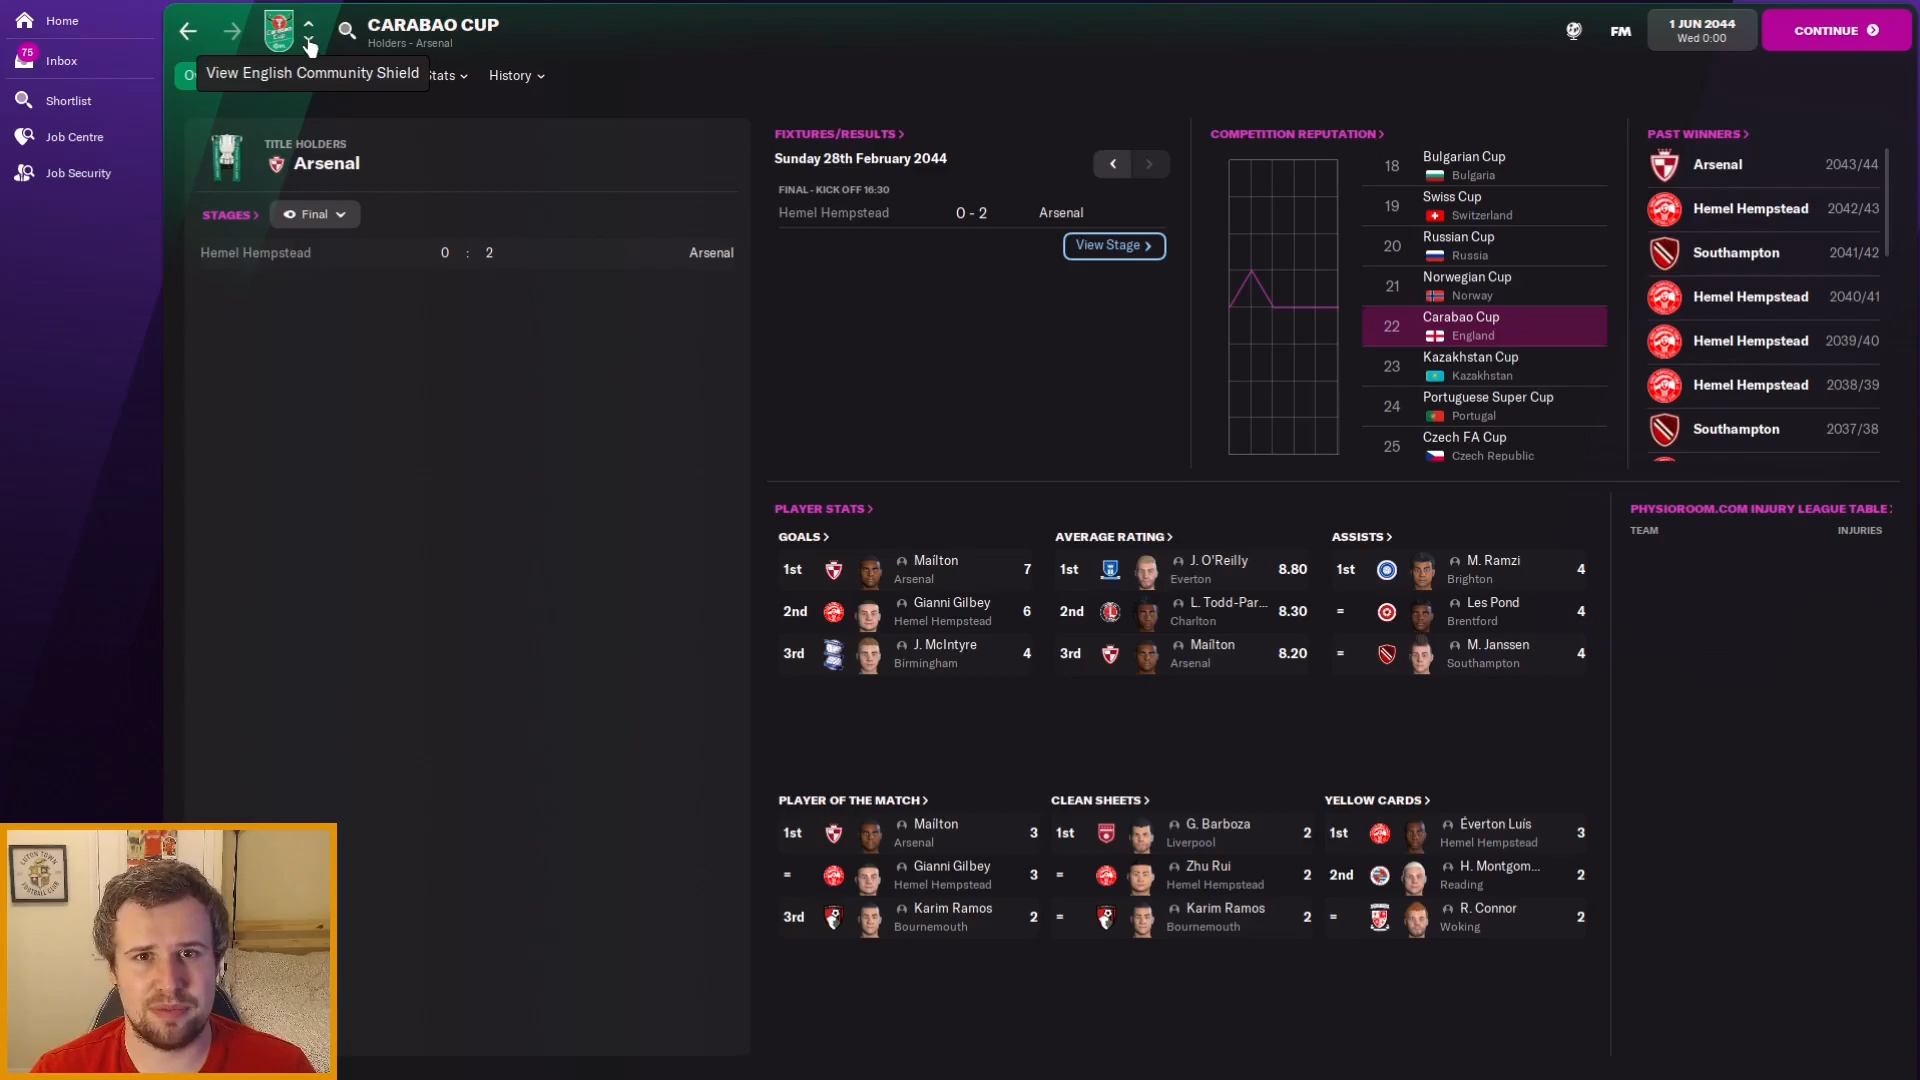 Home
75
Inbox
Shortlist
Job Centre
Job Security
CARABAO CUP
Holders - Arsenal
FM
1 JUN 2044
Wed 0:00
CONTINUE
View English Community Shield
History
TITLE HOLDERS
Arsenal
STAGES
Final
Hemel Hempstead 0 : 2 Arsenal
FIXTURES/RESULTS
Sunday 28th February 2044
FINAL - KICK OFF 16:30
Hemel Hempstead 0 - 2 Arsenal
View Stage
COMPETITION REPUTATION
18 Bulgarian Cup
Bulgaria
19 Swiss Cup
Switzerland
20 Russian Cup
Russia
21 Norwegian Cup
Norway
22 Carabao Cup
England
23 Kazakhstan Cup
Kazakhstan
24 Portuguese Super Cup
Portugal
25 Czech FA Cup
Czech Republic
PAST WINNERS
Arsenal 2043/44
Hemel Hempstead 2042/43
Southampton 2041/42
Hemel Hempstead 2040/41
Hemel Hempstead 2039/40
Hemel Hempstead 2038/39
Southampton 2037/38
PLAYER STATS
GOALS
1st Maílton 7
Arsenal
2nd Gianni Gilbey 6
Hemel Hempstead
3rd J. McIntyre 4
Birmingham
AVERAGE RATING
1st J. O'Reilly 8.80
Everton
2nd L. Todd-Par... 8.30
Charlton
3rd Maílton 8.20
Arsenal
ASSISTS
1st M. Ramzi 4
Brighton
= Les Pond 4
Brentford
= M. Janssen 4
Southampton
PHYSIOROOM.COM INJURY LEAGUE TABLE
TEAM INJURIES
PLAYER OF THE MATCH
1st Maílton 3
Arsenal
= Gianni Gilbey 3
Hemel Hempstead
3rd Karim Ramos 2
Bournemouth
CLEAN SHEETS
1st G. Barboza 2
Liverpool
= Zhu Rui 2
Hemel Hempstead
= Karim Ramos 2
Bournemouth
YELLOW CARDS
1st Éverton Luís 3
Hemel Hempstead
2nd H. Montgom... 2
Reading
= R. Connor 2
Woking
LUTON TOWN
FOOTBALL CLUB